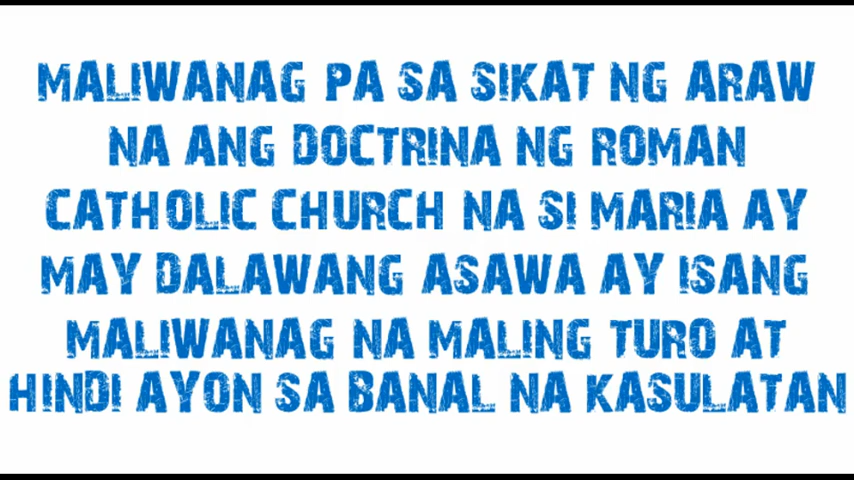 MALIWANAG PA SA SIKAT NG ARAW
NA ANG DOCTRINA NG ROMAN
CATHOLIC CHURCH NA SI MARIA AY
MAY DALAWANG ASAWA AY ISANG
MALIWANAG NA MALING TURO AT
HINDI AYON SA BANAL NA KASULATAN